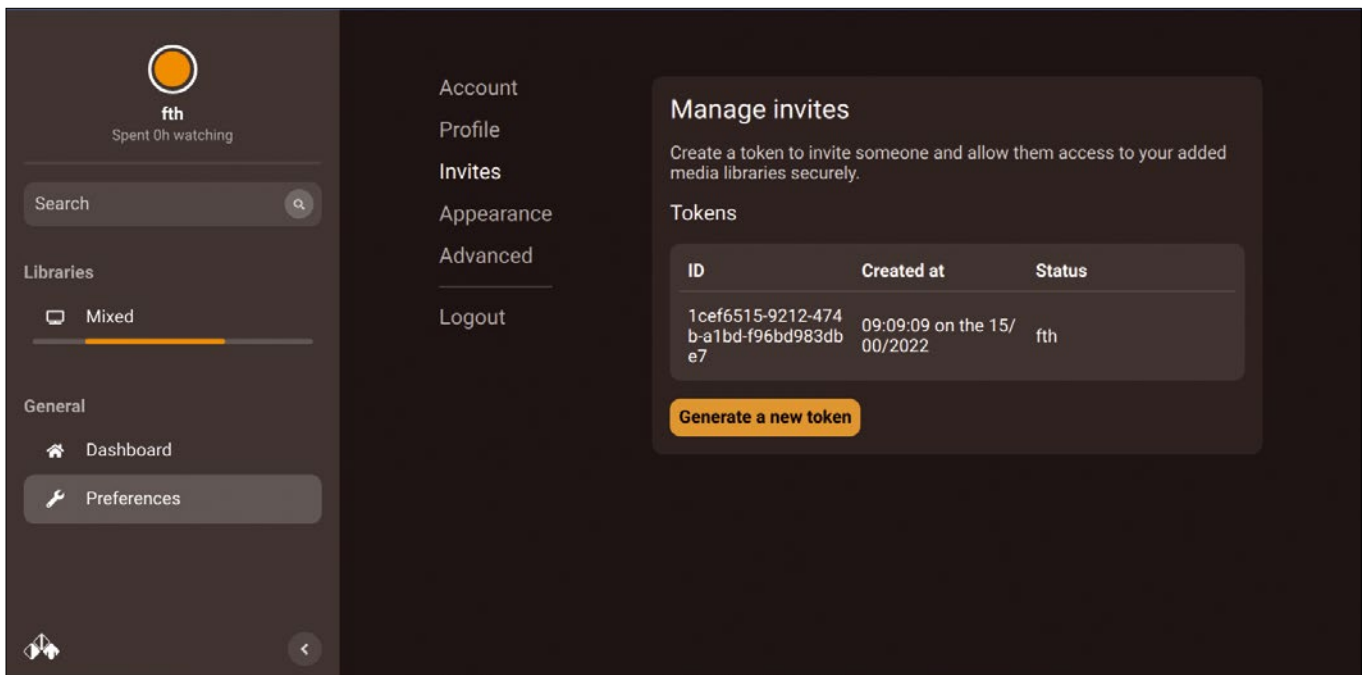 fth
Spent 0h watching
Search
Libraries
Mixed
General
Dashboard
Preferences
Account
Profile
Invites
Appearance
Advanced
Logout
Manage invites
Create a token to invite someone and allow them access to your added
media libraries securely.
Tokens
ID Created at Status
1cef6515-9212-474
b-a1bd-f96bd983db
e7
09:09:09 on the 15/
00/2022
fth
Generate a new token